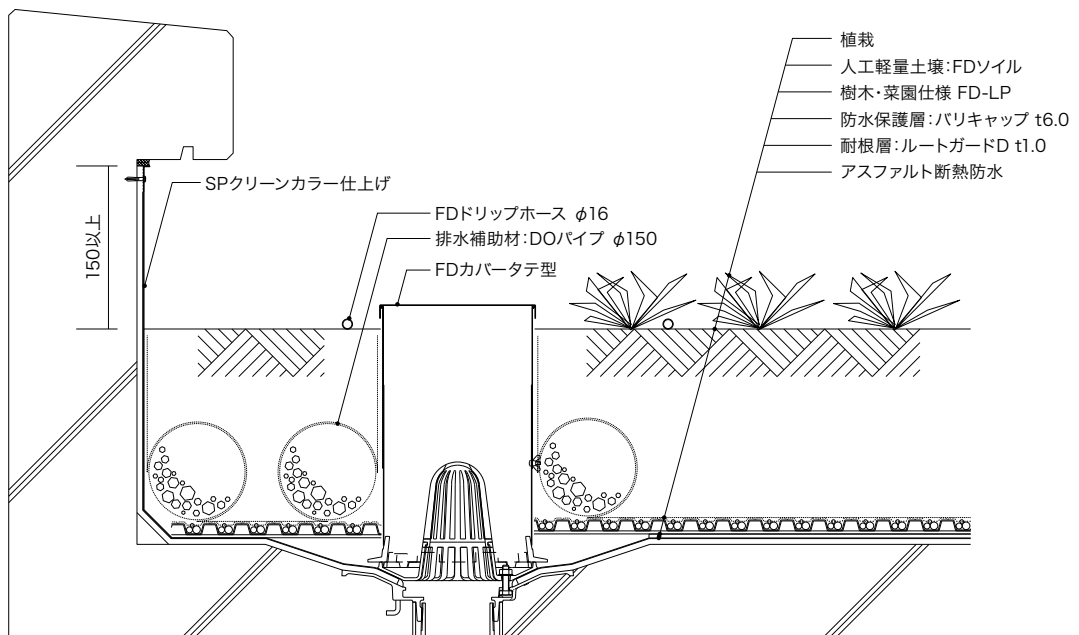 植栽
人工軽量土壌:FDソイル
樹木・菜園仕様 FD-LP
防水保護層:バリキャップ t6.0
耐根層:ルートガードD t1.0
アスファルト断熱防水
SPクリーンカラー仕上げ
FDドリップホース φ16
排水補助材:DOパイプ φ150
FDカバータテ型
150以上